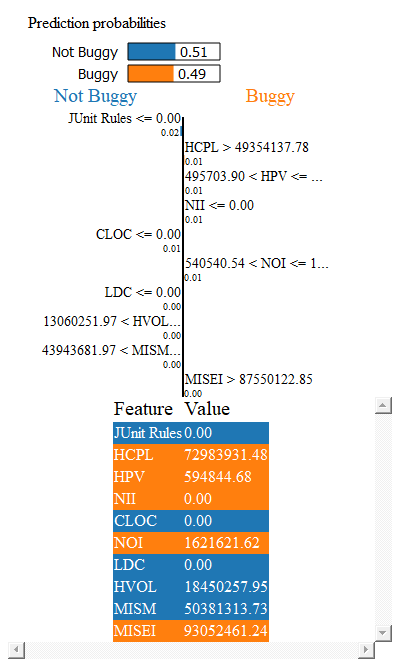 Prediction probabilities
Not Buggy 0.51
Buggy 0.49
Not Buggy Buggy
JUnit Rules <= 0.00
0.02
HCPL > 49354137.78
0.01
495703.90 < HPV <= ...
0.01
NII <= 0.00
0.01
CLOC <= 0.00
0.01
540540.54 < NOI <= 1...
0.01
LDC <= 0.00
0.00
13060251.97 < HVOL...
0.00
43943681.97 < MISM...
0.00
MISEI > 87550122.85
0.00
Feature Value
JUnit Rules 0.00
HCPL 72983931.48
HPV 594844.68
NII 0.00
CLOC 0.00
NOI 1621621.62
LDC 0.00
HVOL 18450257.95
MISM 50381313.73
MISEI 93052461.24